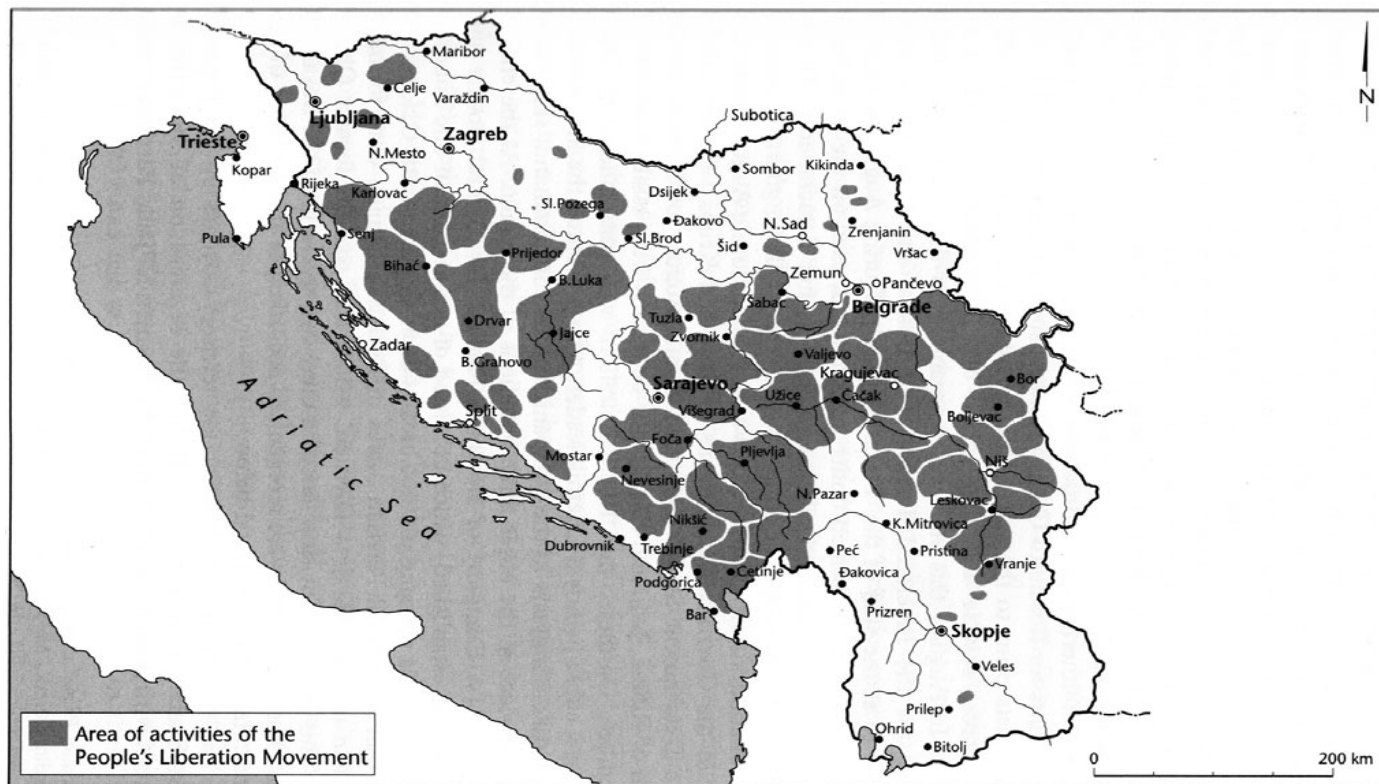 Maribor
Celje
Varaždin
Ljubljana
Zagreb
Subotica
Trieste
Kopar
N.Mesto
Sombor
Kikinda
Rijeka
Karlovac
Dsijek
Sl.Pozega
Đakovo
N.Sad
Zrenjanin
Pula
Senj
Sl.Brod
Šid
Vršac
Prijedor
Bihać
B.Luka
Zemun
Pančevo
Šabac
Belgrade
Tuzla
Drvar
Jajce
Zvornik
Zadar
Valjevo
B.Grahovo
Kragujevac
Bor
Sarajevo
Užice
Čačak
Boljevac
Split
Višegrad
Foča
Mostar
Pljevlja
Niš
Nevesinje
N.Pazar
Leskovac
Adriatic Sea
Nikšić
K.Mitrovica
Dubrovnik
Trebinje
Peć
Pristina
Vranje
Podgorica
Cetinje
Đakovica
Bar
Prizren
Skopje
Veles
Prilep
Ohrid
Bitolj
N
Area of activities of the
People's Liberation Movement
0 200 km